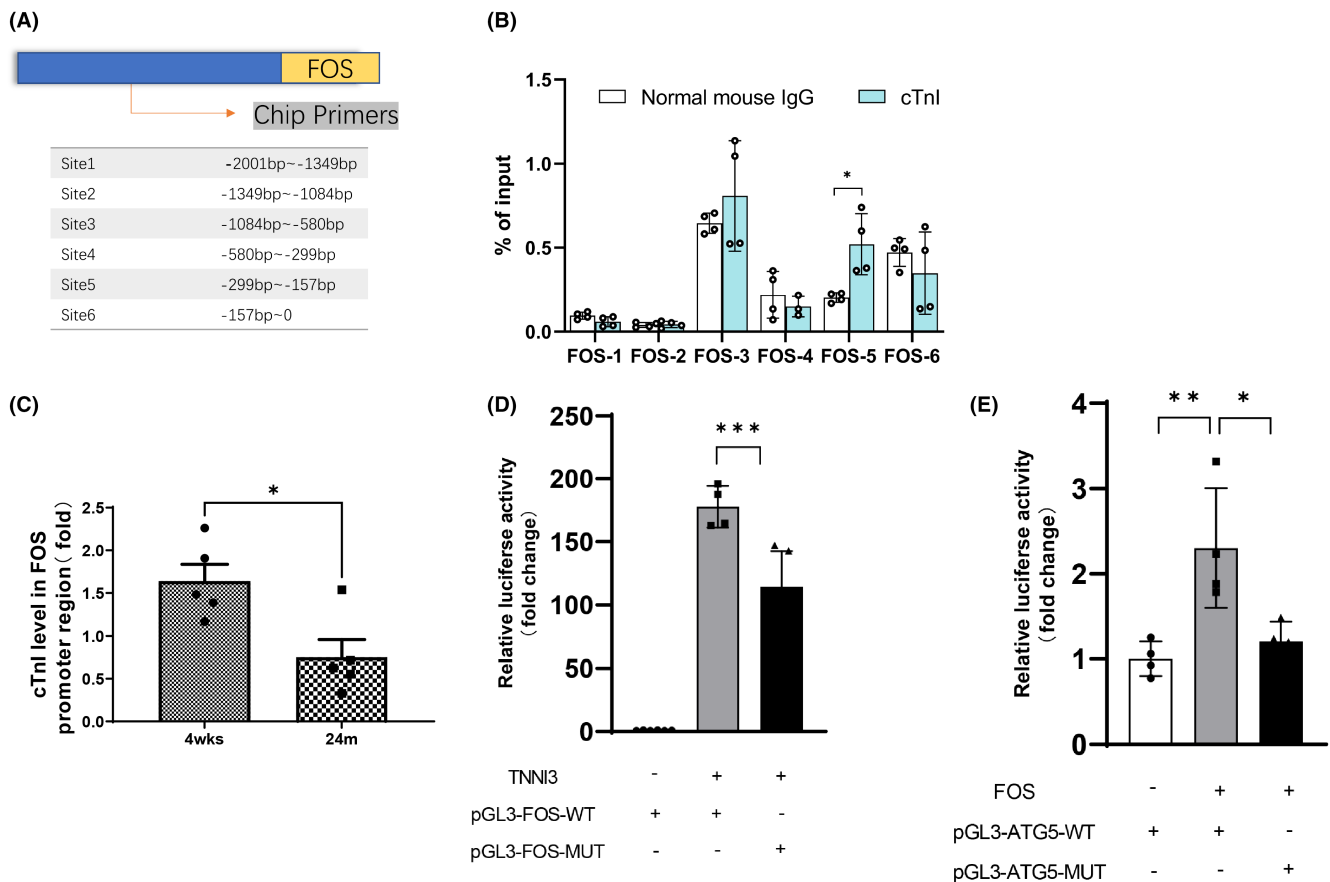 (A)
FOS
Chip Primers
Site1 -2001bp~-1349bp
Site2 -1349bp~-1084bp
Site3 -1084bp~-580bp
Site4 -580bp~-299bp
Site5 -299bp~-157bp
Site6 -157bp~0
(B)
% of input
1.5
1.0
0.5
0.0
Normal mouse IgG
cTnI
*
FOS-1 FOS-2 FOS-3 FOS-4 FOS-5 FOS-6
(C)
cTnI level in FOS
promoter region( fold)
2.5
2.0
1.5
1.0
0.5
0.0
*
4wks 24m
(D)
Relative luciferse activity
(fold change)
250
200
150
100
50
0
***
TNNI3 - + +
pGL3-FOS-WT + + -
pGL3-FOS-MUT - - +
(E)
Relative luciferse activity
(fold change)
4
3
2
1
0
** *
FOS - + +
pGL3-ATG5-WT + + -
pGL3-ATG5-MUT - - +